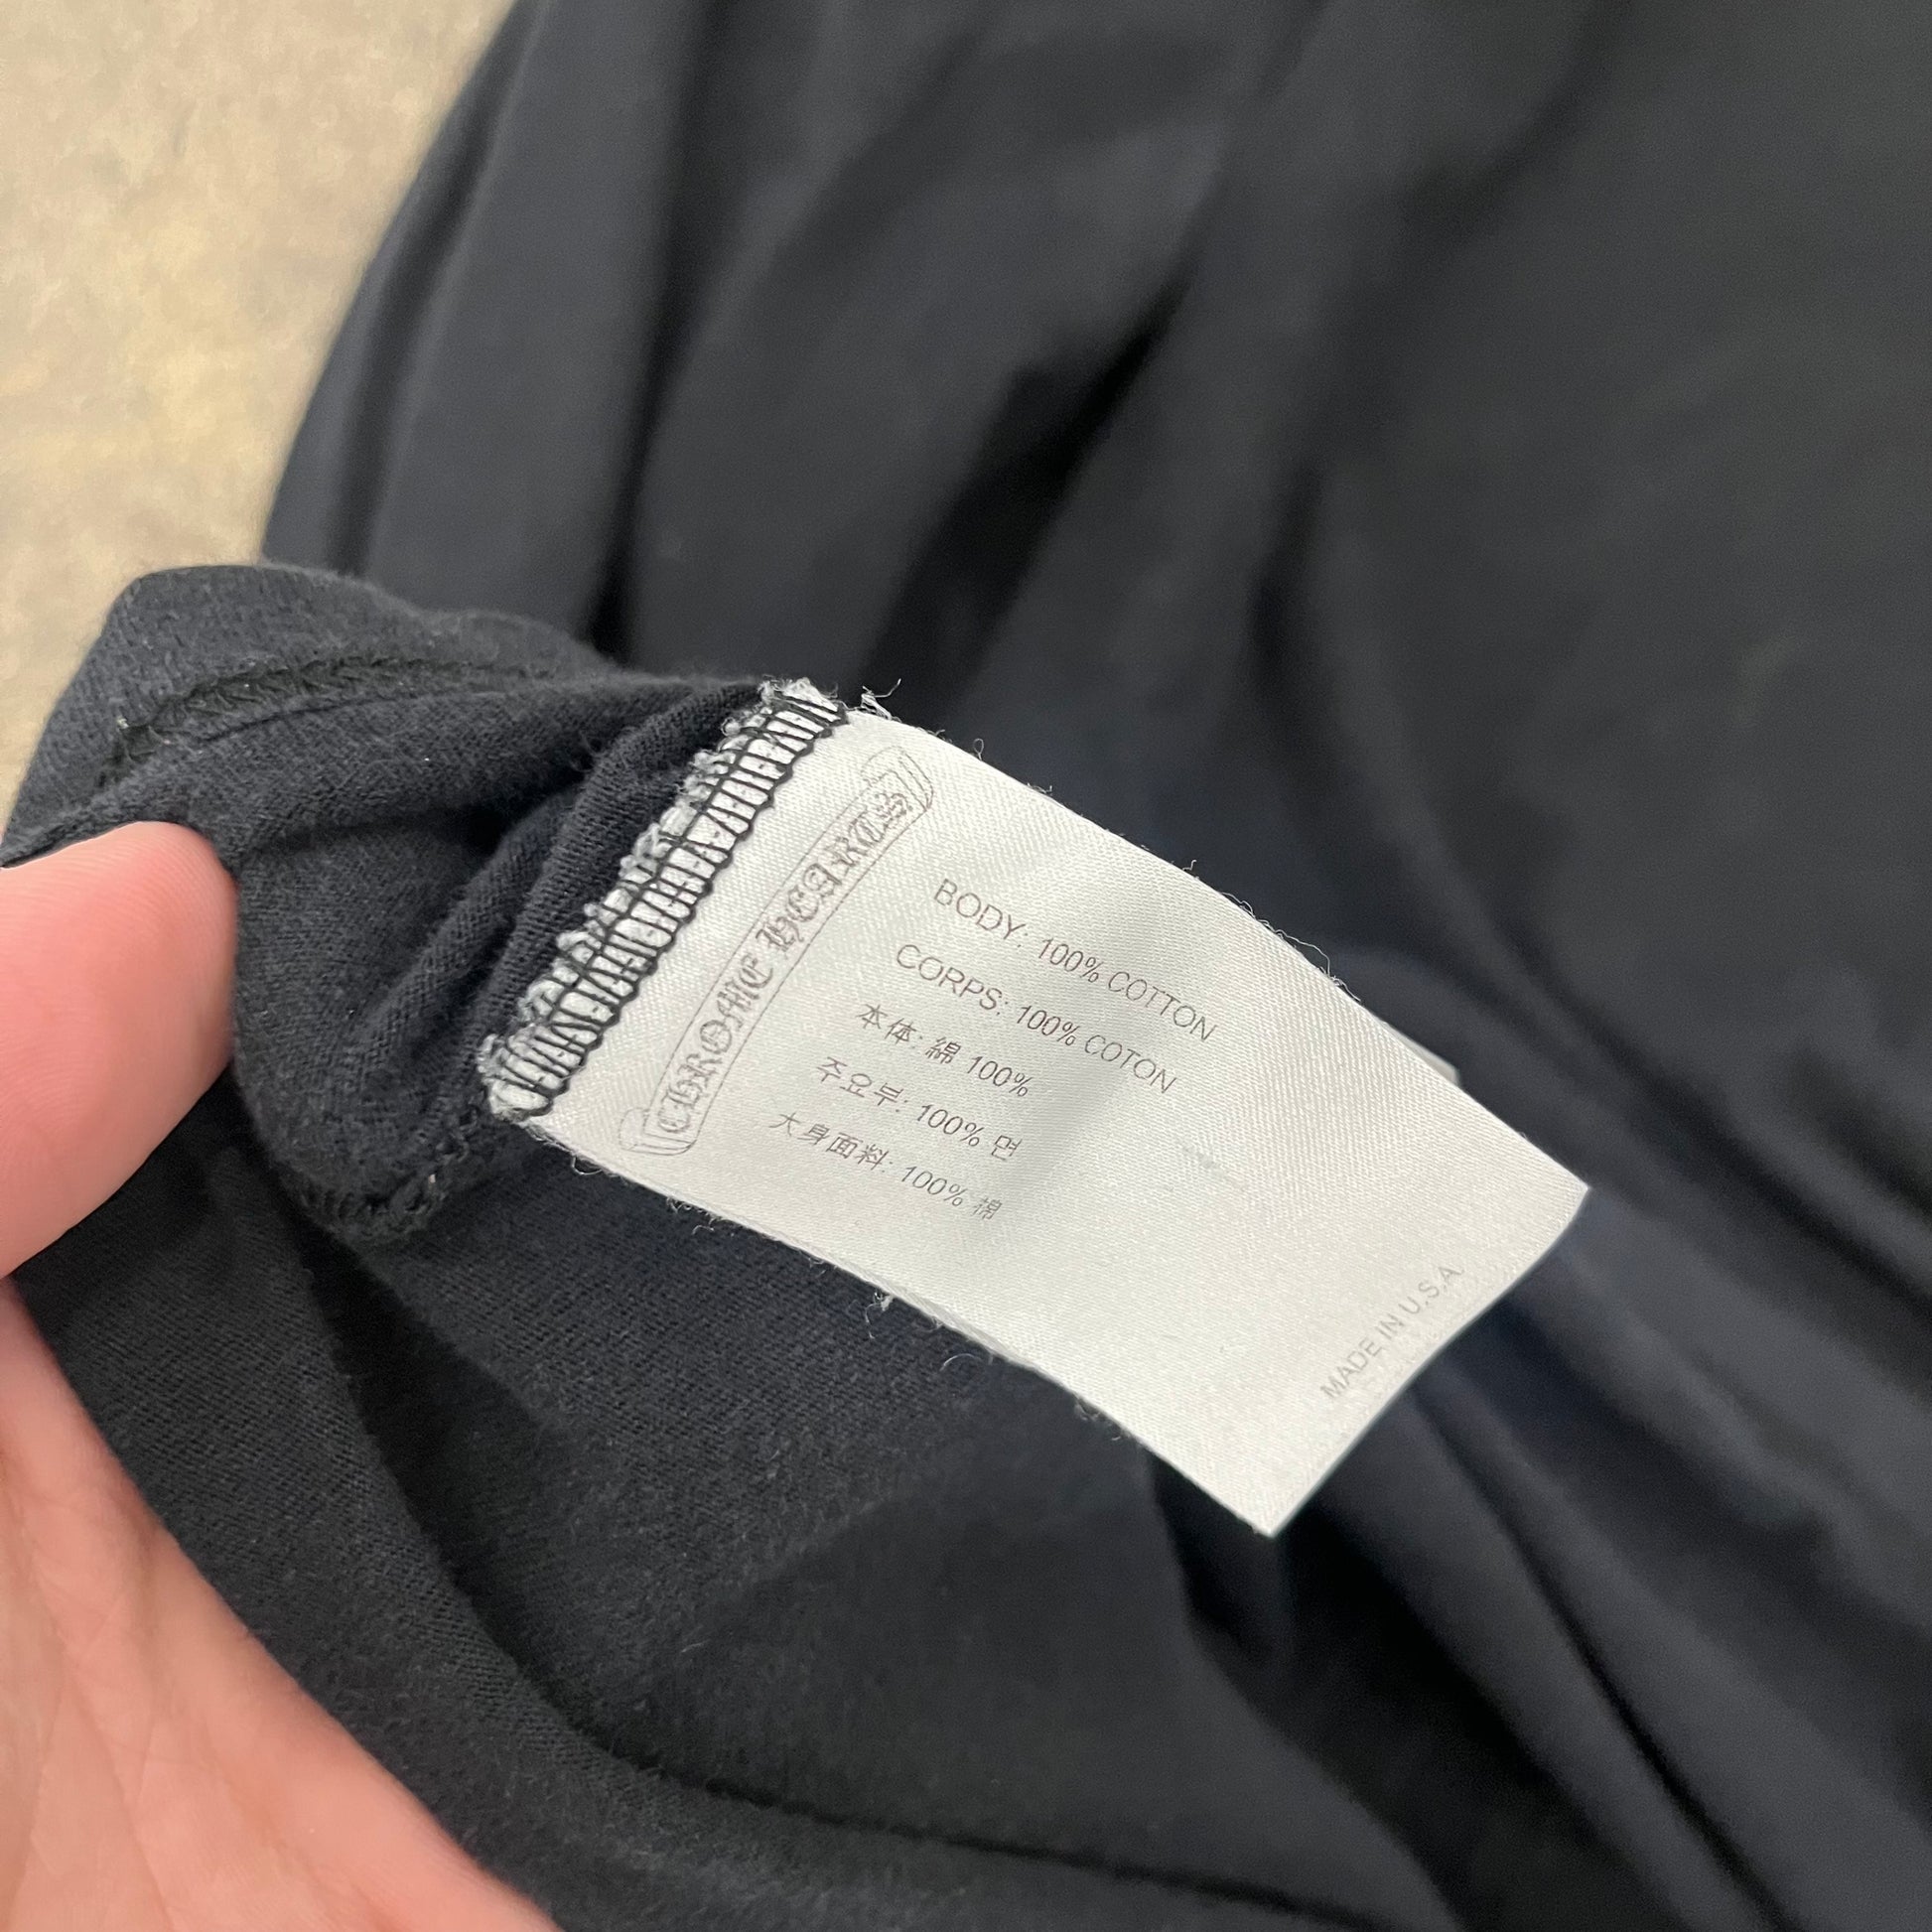 CHROME HEARTS
BODY: 100% COTTON
CORPS: 100% COTON
本体: 綿 100%
주요부: 100% 면
大身面料: 100% 棉
MADE IN U.S.A.